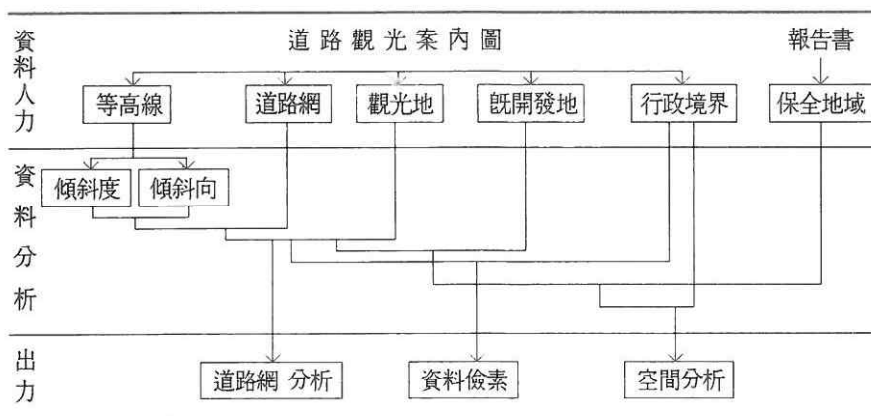 道路觀光案內圖 報告書
資料人力
等高線 道路網 觀光地 旣開發地 行政境界 保全地域
資料分析
傾斜度 傾斜向
出力
道路網 分析 資料儉素 空間分析